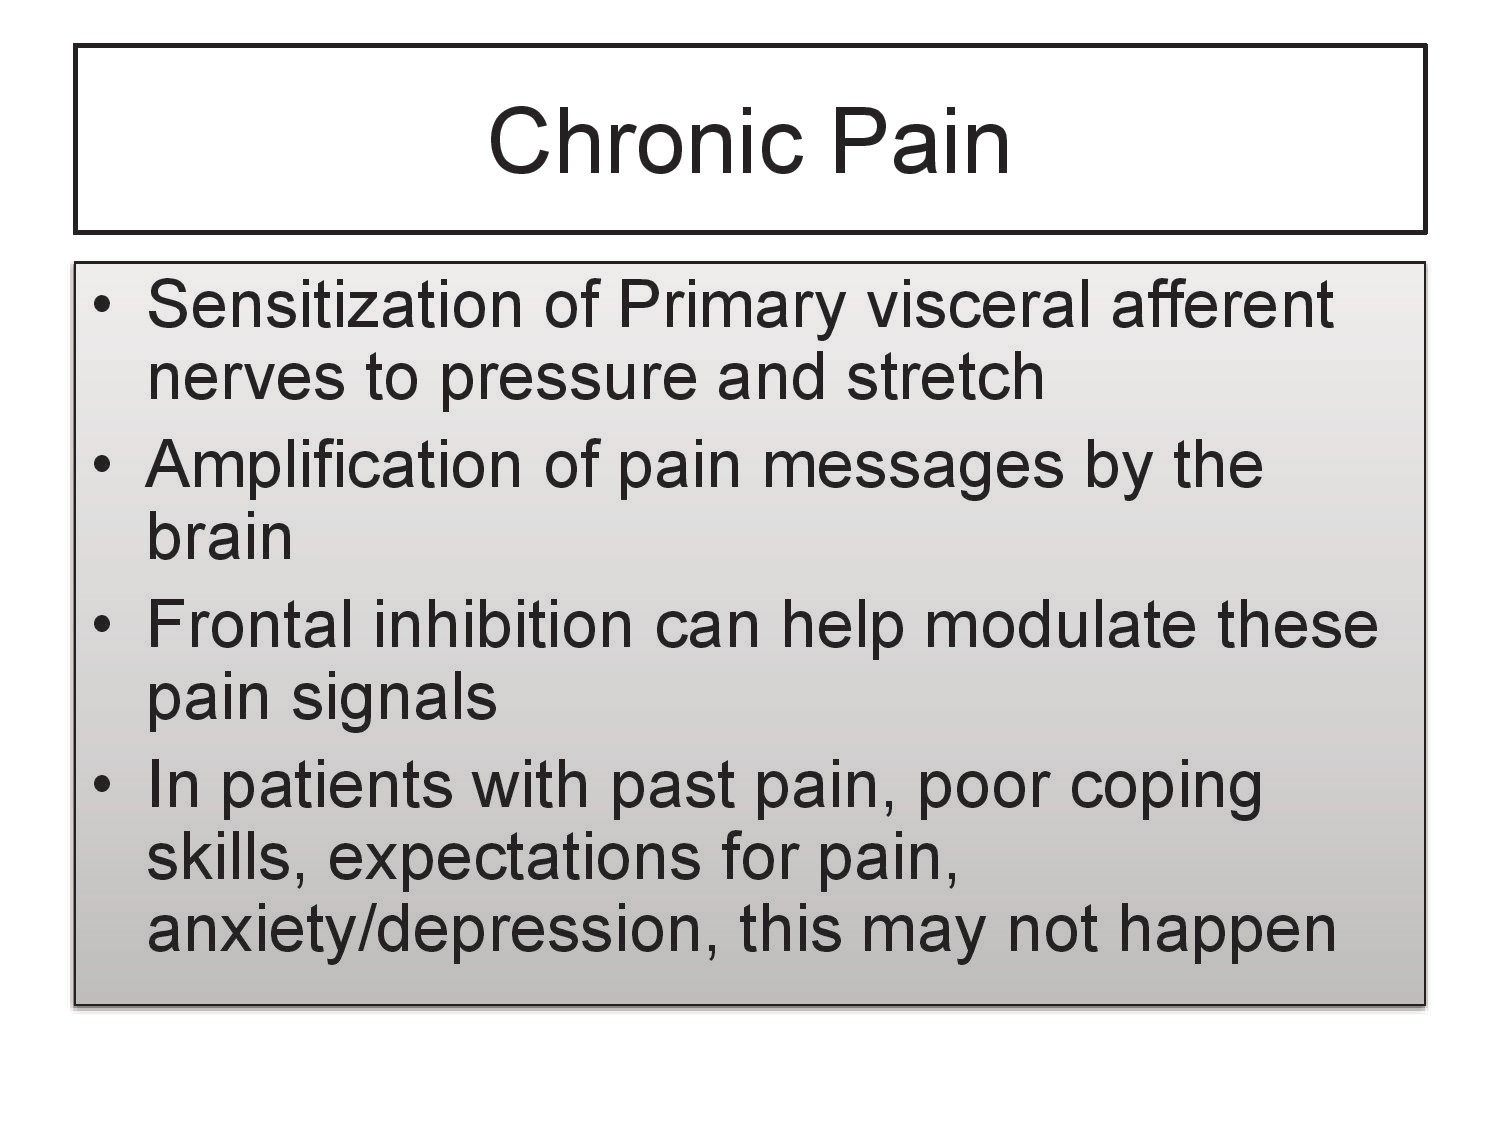 Chronic Pain
• Sensitization of Primary visceral afferent
nerves to pressure and stretch
• Amplification of pain messages by the
brain
• Frontal inhibition can help modulate these
pain signals
• In patients with past pain, poor coping
skills, expectations for pain,
anxiety/depression, this may not happen